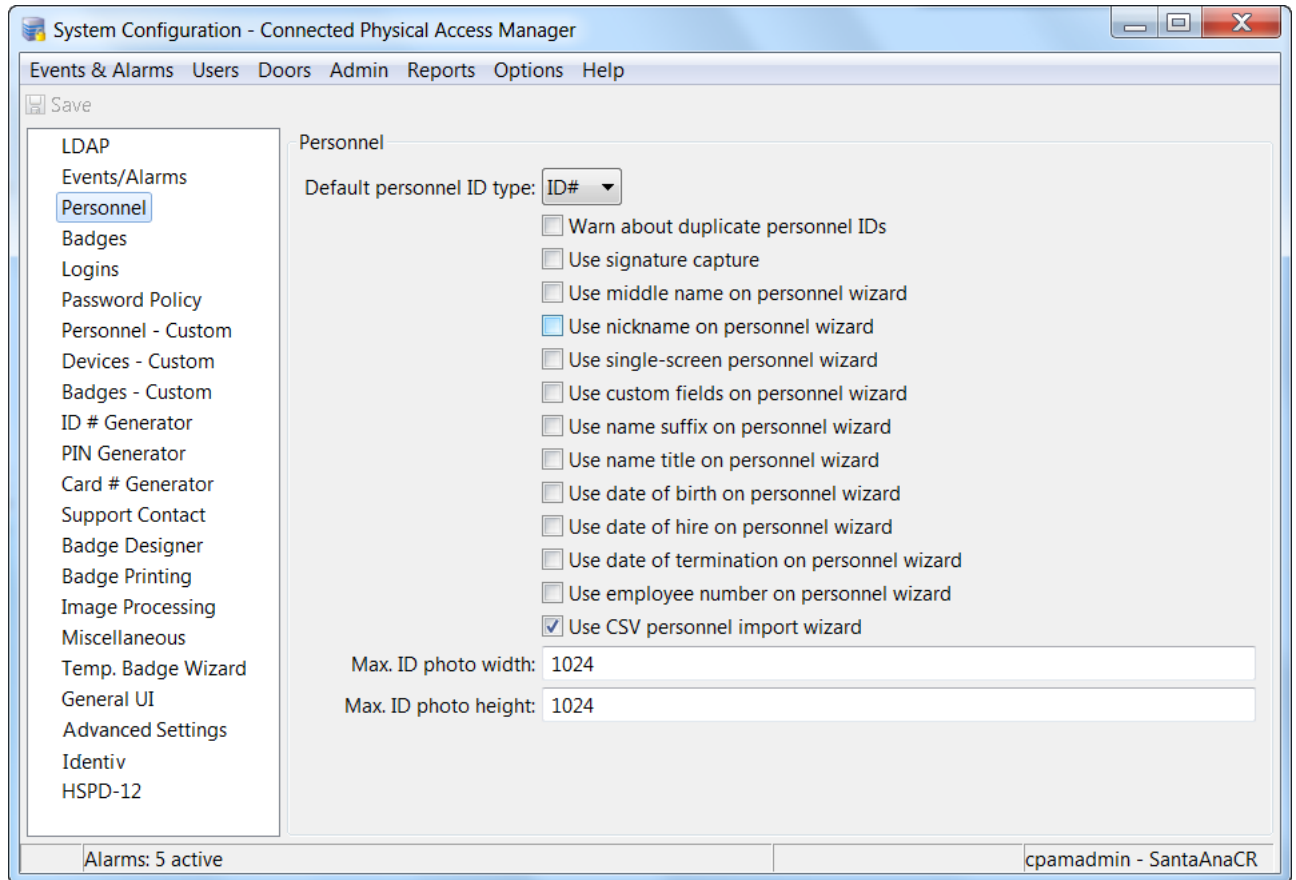 System Configuration - Connected Physical Access Manager
Events & Alarms Users Doors Admin Reports Options Help
Save
LDAP
Events/Alarms
Personnel
Badges
Logins
Password Policy
Personnel - Custom
Devices - Custom
Badges - Custom
ID # Generator
PIN Generator
Card # Generator
Support Contact
Badge Designer
Badge Printing
Image Processing
Miscellaneous
Temp. Badge Wizard
General UI
Advanced Settings
Identiv
HSPD-12
Personnel
Default personnel ID type: ID#
Warn about duplicate personnel IDs
Use signature capture
Use middle name on personnel wizard
Use nickname on personnel wizard
Use single-screen personnel wizard
Use custom fields on personnel wizard
Use name suffix on personnel wizard
Use name title on personnel wizard
Use date of birth on personnel wizard
Use date of hire on personnel wizard
Use date of termination on personnel wizard
Use employee number on personnel wizard
Use CSV personnel import wizard
Max. ID photo width: 1024
Max. ID photo height: 1024
Alarms: 5 active
cpamadmin - SantaAnaCR